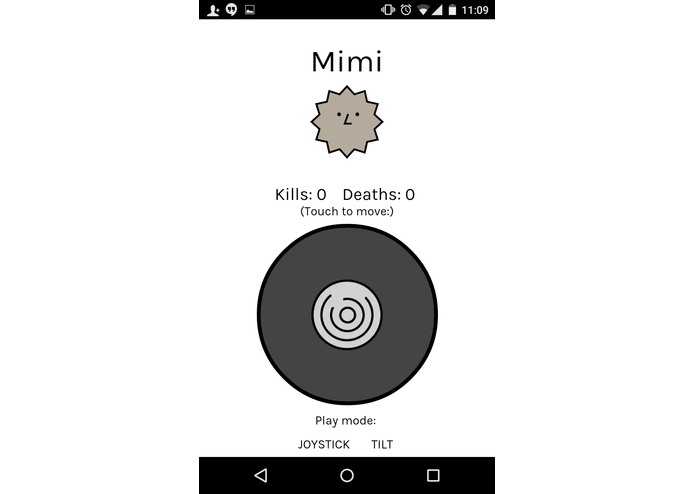 11:09
Mimi
Kills: 0 Deaths: 0
(Touch to move:)
Play mode:
JOYSTICK TILT